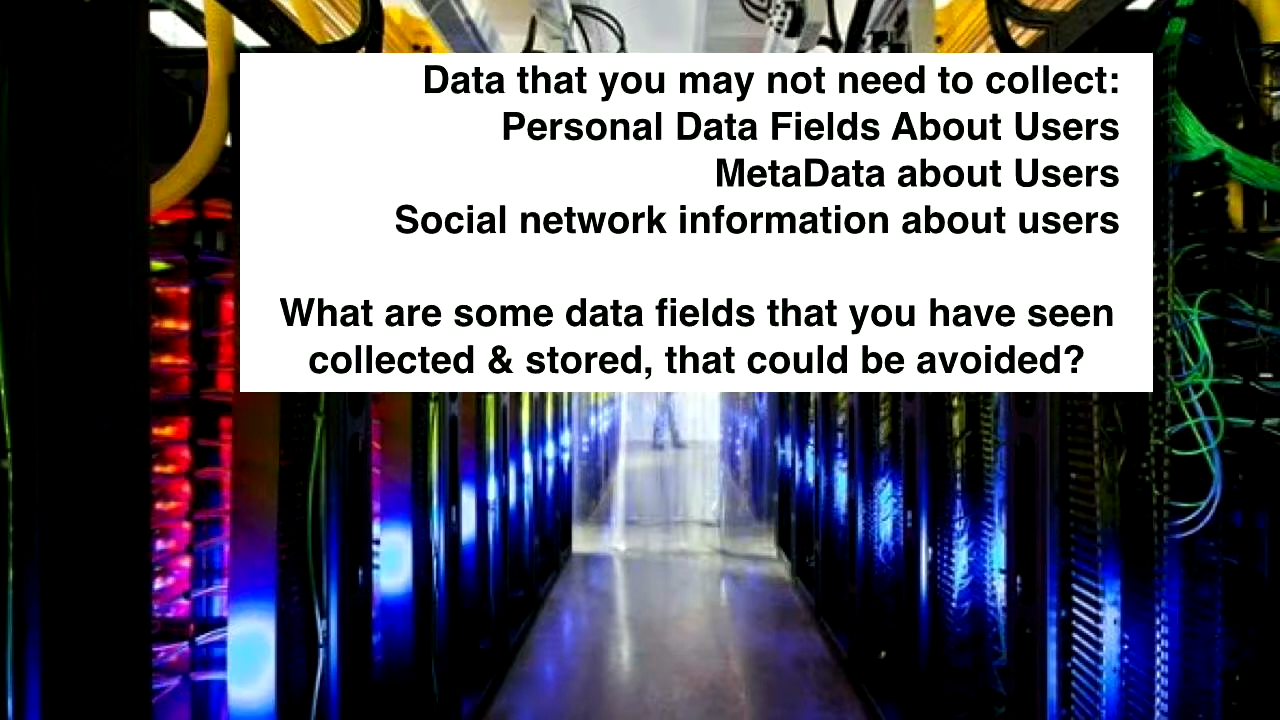 Data that you may not need to collect:
Personal Data Fields About Users
MetaData about Users
Social network information about users
What are some data fields that you have seen
collected & stored, that could be avoided?